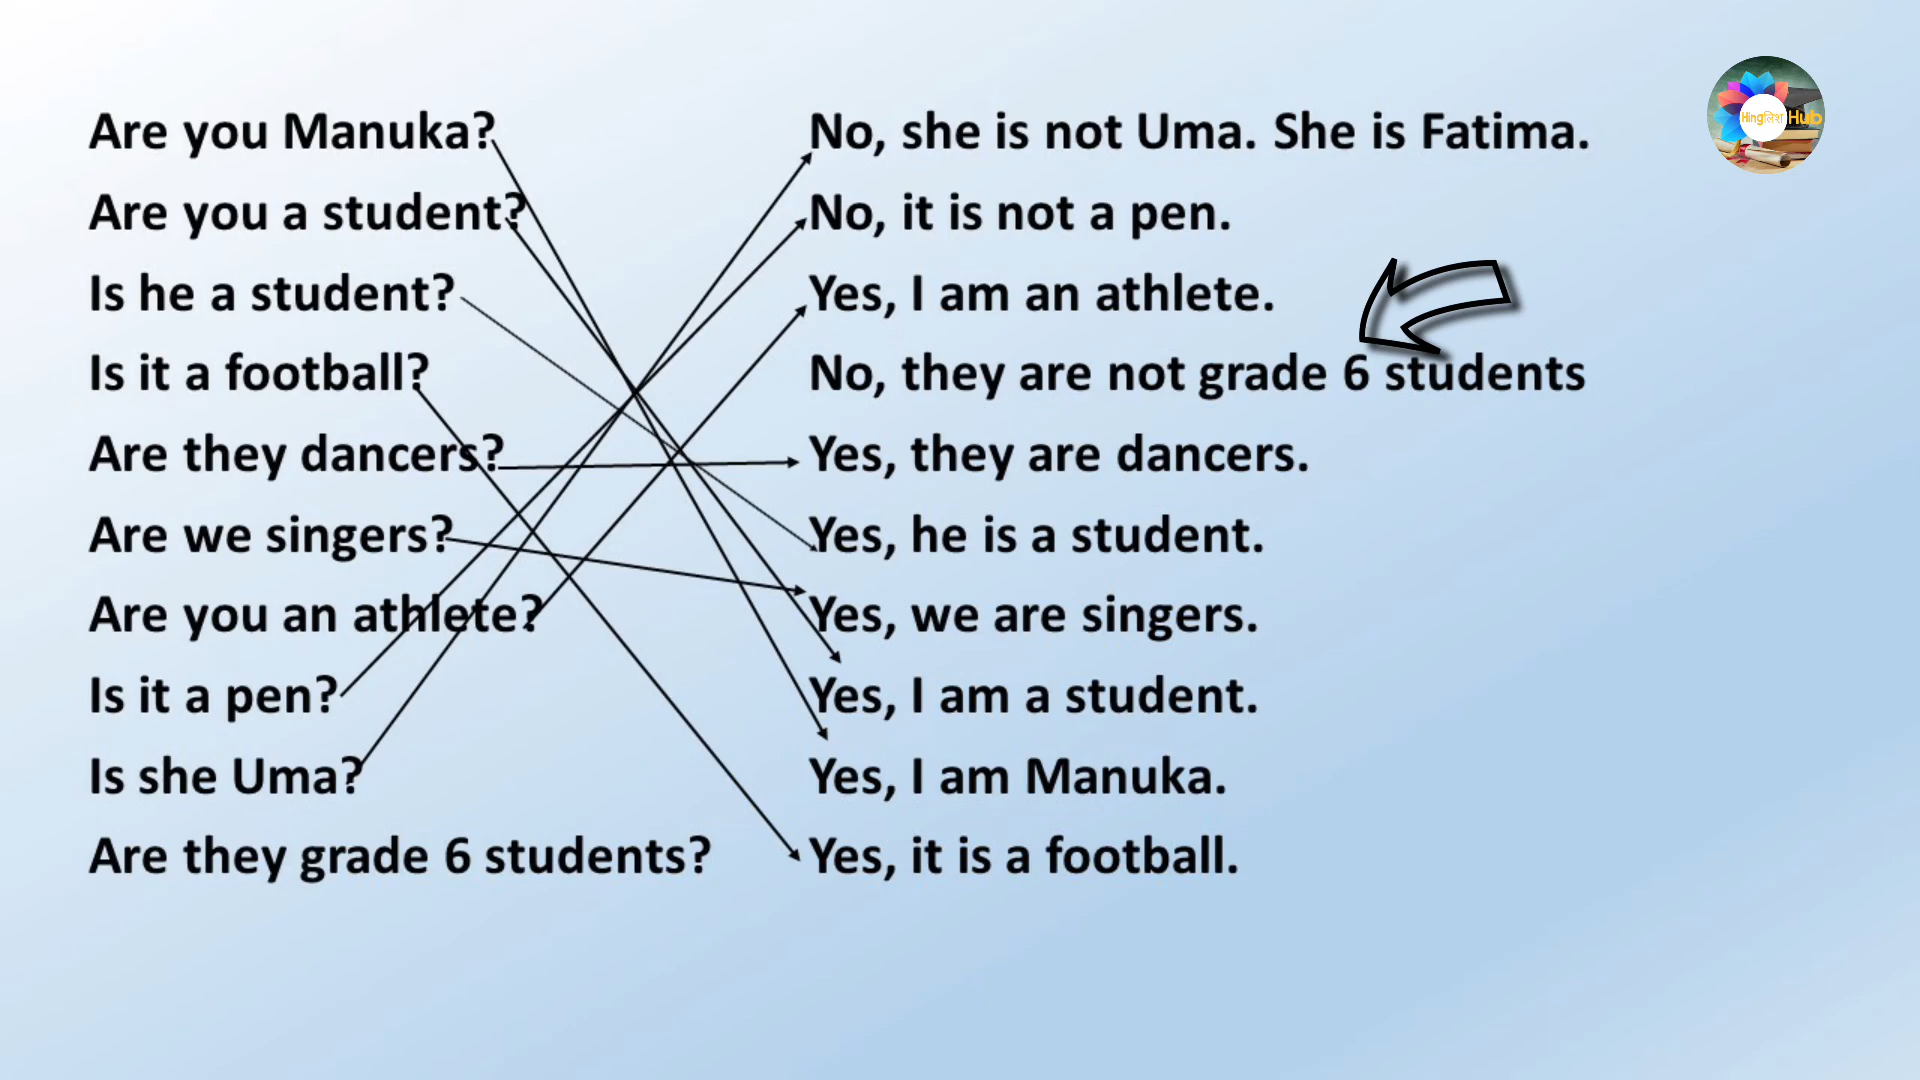 Are you Manuka?
Are you a student?
Is he a student?
Is it a football?
Are they dancers?
Are we singers?
Are you an athlete?
Is it a pen?
Is she Uma?
Are they grade 6 students?
No, she is not Uma. She is Fatima.
No, it is not a pen.
Yes, I am an athlete.
No, they are not grade 6 students
Yes, they are dancers.
Yes, he is a student.
Yes, we are singers.
Yes, I am a student.
Yes, I am Manuka.
Yes, it is a football.
Hingलिश Hub